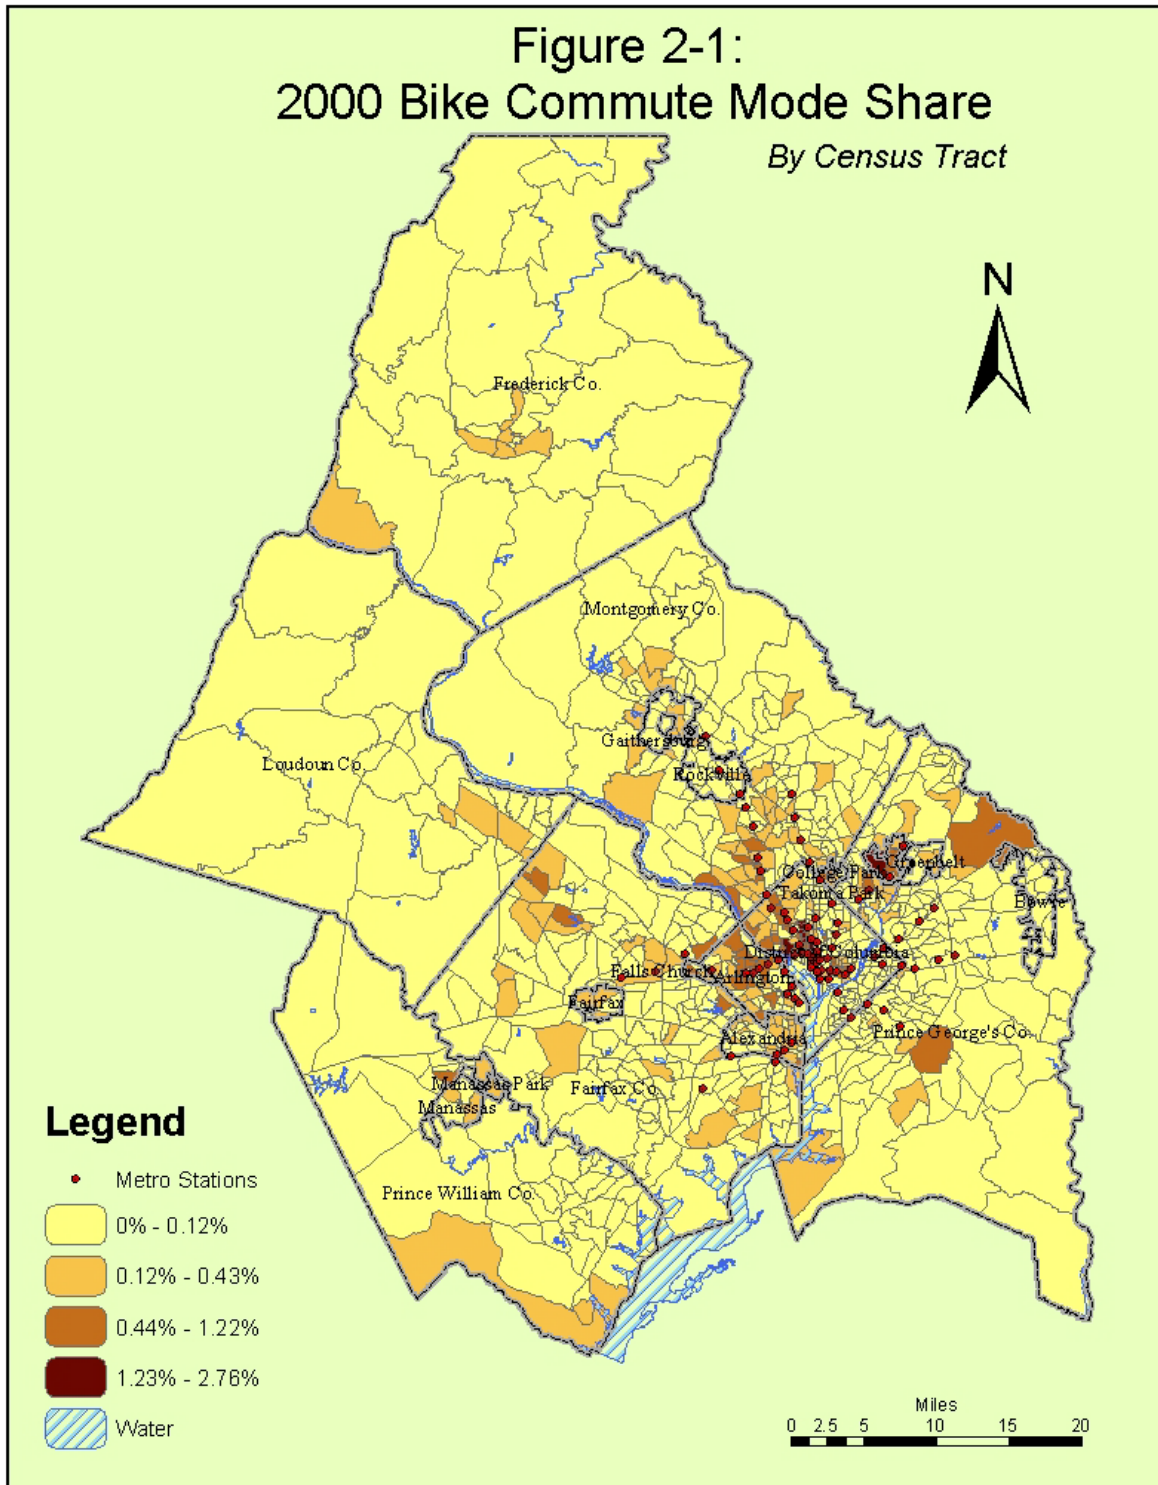 Figure 2-1:
2000 Bike Commute Mode Share
By Census Tract
N
Frederick Co.
Montgomery Co.
Gaithersburg
Loudoun Co.
Rockville
Greenbelt
College Park
Takoma Park
Bowie
District of Columbia
Falls Church
Arlington
Fairfax
Alexandria
Prince George's Co.
Manassas Park
Fairfax Co.
Manassas
Prince William Co.
Legend
Metro Stations
0% - 0.12%
0.12% - 0.43%
0.44% - 1.22%
1.23% - 2.76%
Water
Miles
0 2.5 5 10 15 20